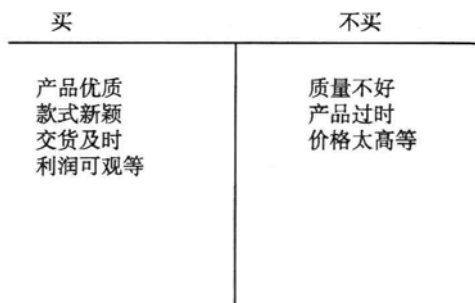 买
不买
产品优质
款式新颖
交货及时
利润可观等
质量不好
产品过时
价格太高等